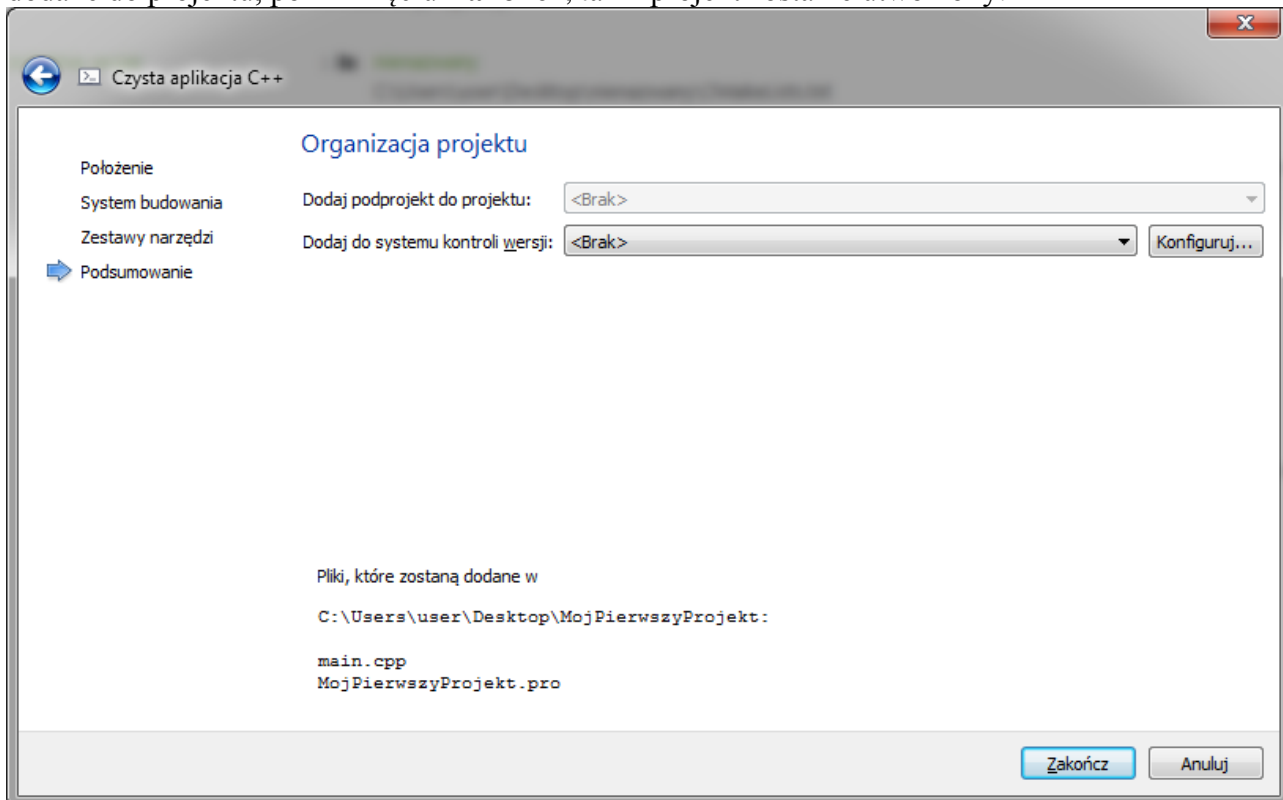 Czysta aplikacja C++
Organizacja projektu
Położenie
System budowania
Zestawy narzędzi
Podsumowanie
Dodaj podprojekt do projektu: <Brak>
Dodaj do systemu kontroli wersji: <Brak> Konfiguruj...
Pliki, które zostaną dodane w
C:\Users\user\Desktop\MojPierwszyProjekt:
main.cpp
MojPierwszyProjekt.pro
Zakończ Anuluj